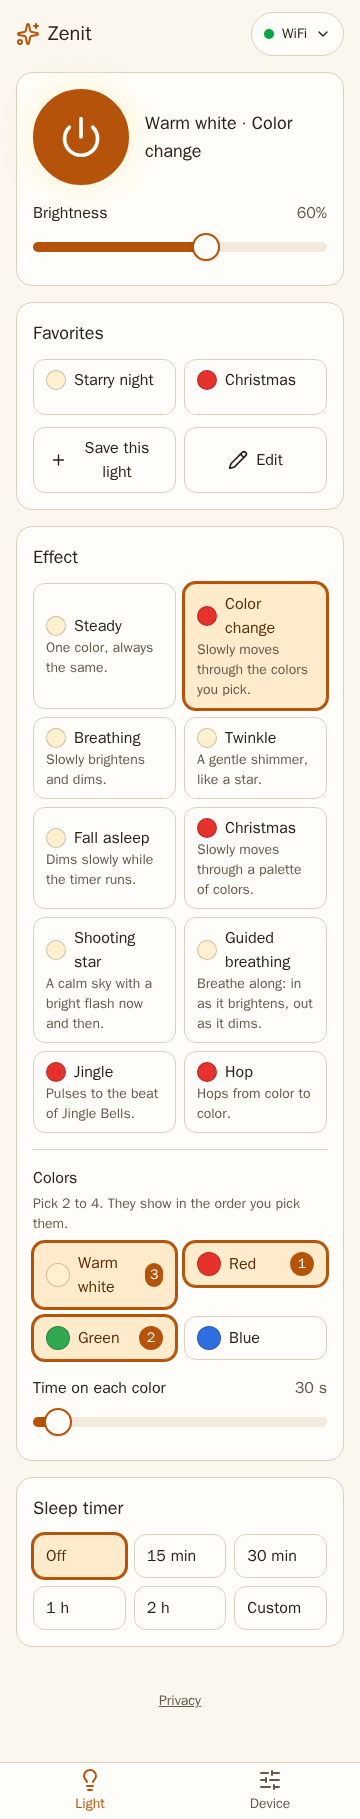 Zenit
WiFi
Warm white · Color
change
Brightness
60%
Favorites
Starry night
Christmas
Save this
light
Edit
Effect
Steady
One color, always
the same.
Color
change
Slowly moves
through the colors
you pick.
Breathing
Slowly brightens
and dims.
Twinkle
A gentle shimmer,
like a star.
Fall asleep
Dims slowly while
the timer runs.
Christmas
Slowly moves
through a palette
of colors.
Shooting
star
A calm sky with a
bright flash now
and then.
Guided
breathing
Breathe along: in
as it brightens, out
as it dims.
Jingle
Pulses to the beat
of Jingle Bells.
Hop
Hops from color to
color.
Colors
Pick 2 to 4. They show in the order you pick
them.
Warm
white
3
Red
1
Green
2
Blue
Time on each color
30 s
Sleep timer
Off
15 min
30 min
1 h
2 h
Custom
Privacy
Light
Device